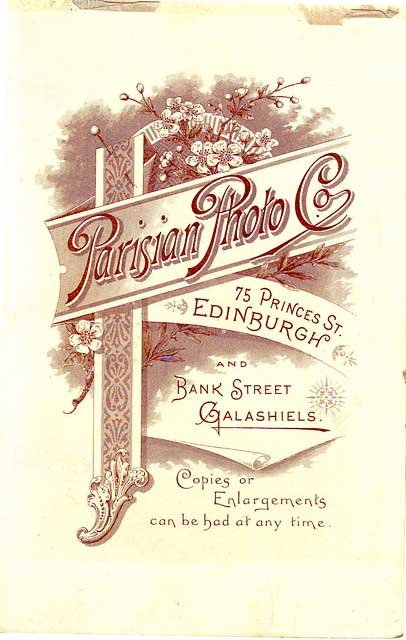 Parisian Photo Co.
75 Princes St.
Edinburgh
and
Bank Street
Galashiels.
Copies or
Enlargements
can be had at any time.